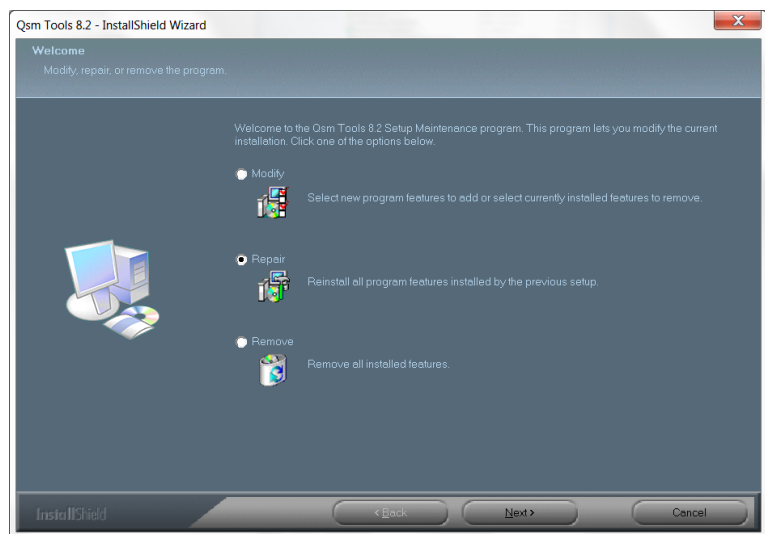 Qsm Tools 8.2 - InstallShield Wizard
Welcome
Modify, repair, or remove the program.
Welcome to the Qsm Tools 8.2 Setup Maintenance program. This program lets you modify the current
installation. Click one of the options below.
Modify
Select new program features to add or select currently installed features to remove.
Repair
Reinstall all program features installed by the previous setup.
Remove
Remove all installed features.
InstallShield
< Back
Next >
Cancel